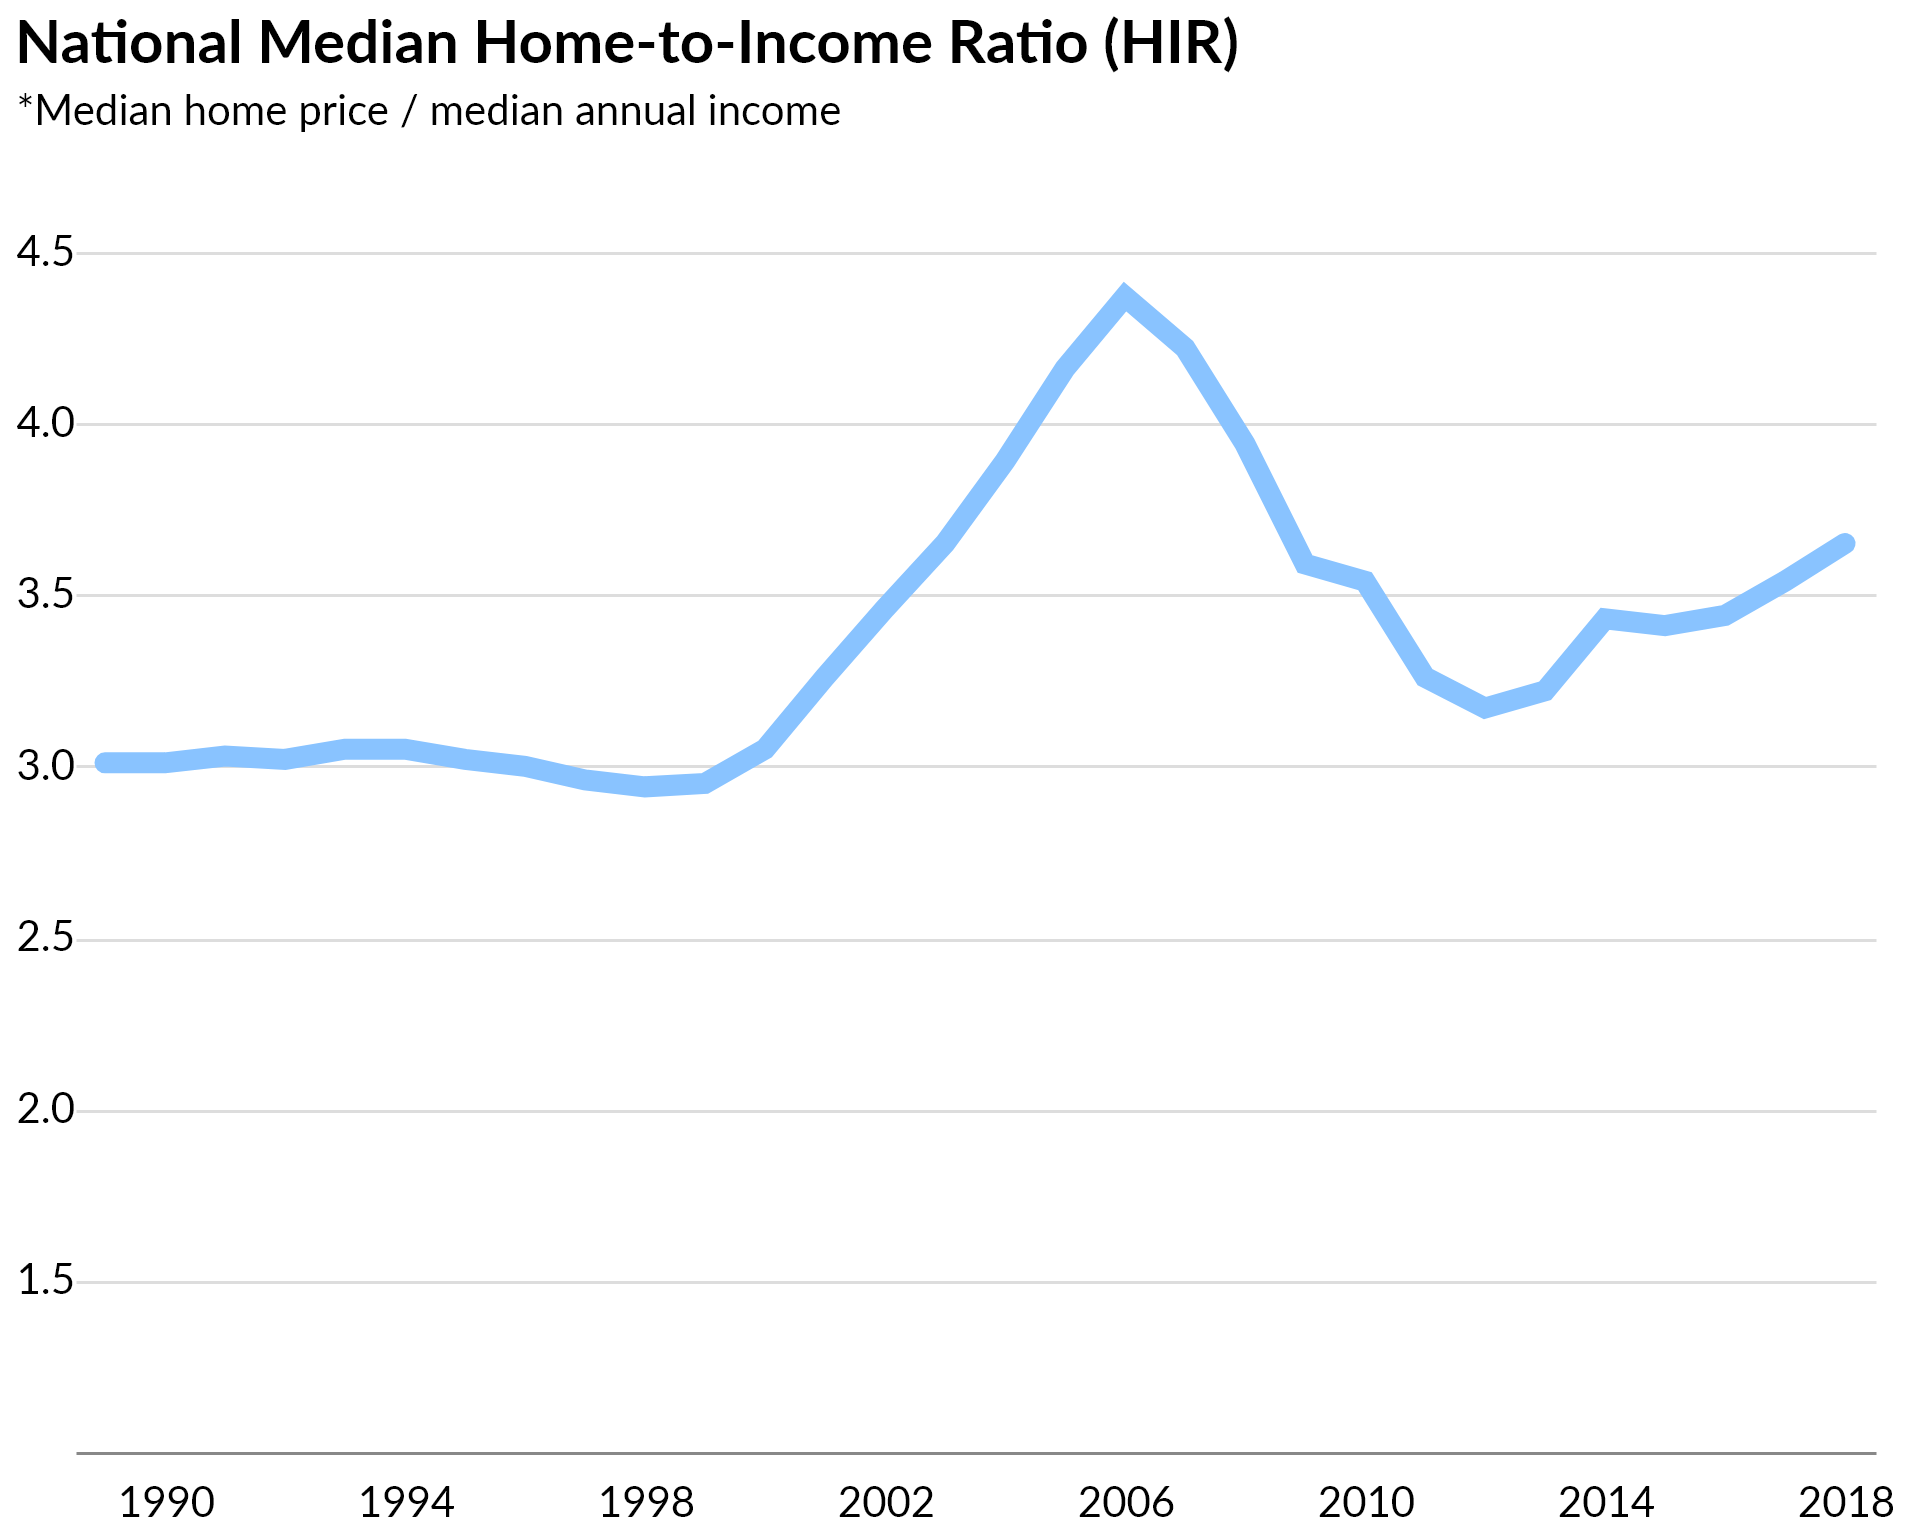 National Median Home-to-Income Ratio (HIR)
*Median home price / median annual income
4.5
4.0
3.5
3.0
2.5
2.0
1.5
1990 1994 1998 2002 2006 2010 2014 2018